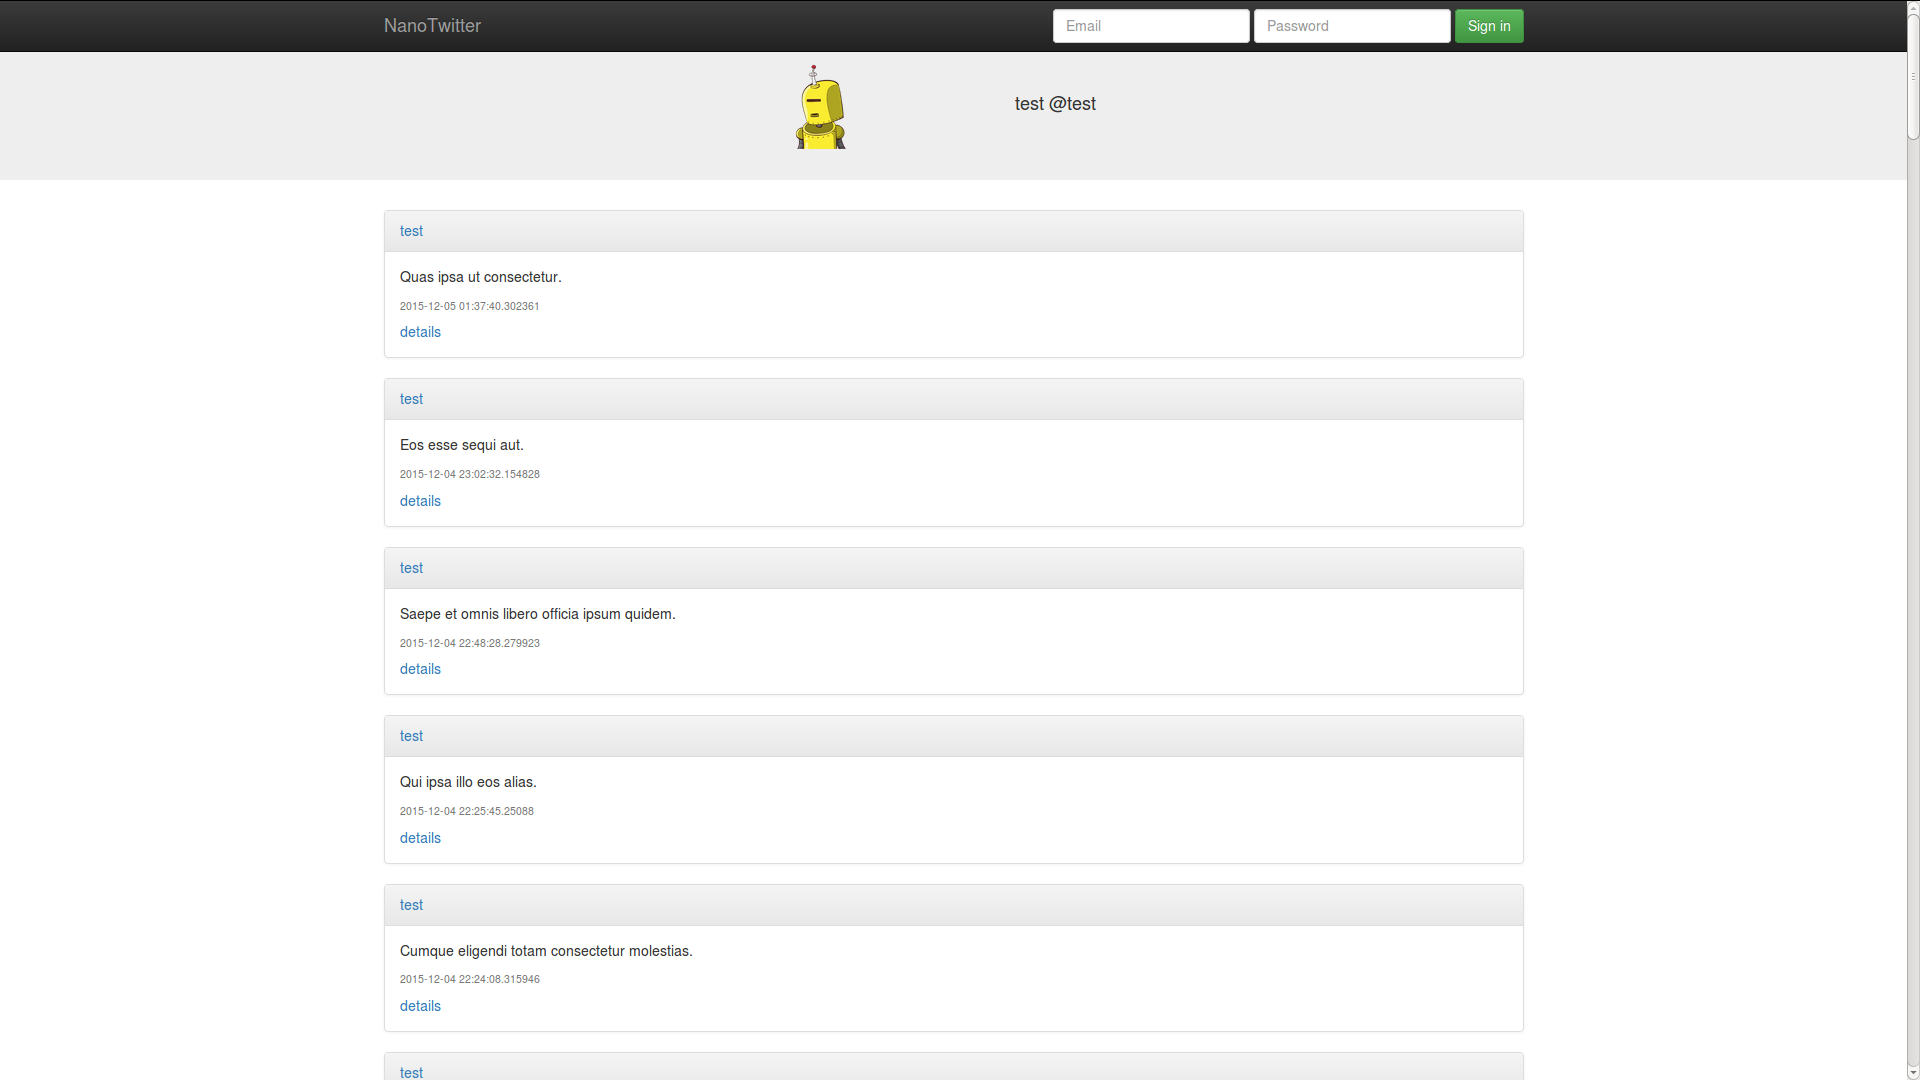 NanoTwitter
Email
Password
Sign in
test @test
test
Quas ipsa ut consectetur.
2015-12-05 01:37:40.302361
details
test
Eos esse sequi aut.
2015-12-04 23:02:32.154828
details
test
Saepe et omnis libero officia ipsum quidem.
2015-12-04 22:48:28.279923
details
test
Qui ipsa illo eos alias.
2015-12-04 22:25:45.25088
details
test
Cumque eligendi totam consectetur molestias.
2015-12-04 22:24:08.315946
details
test